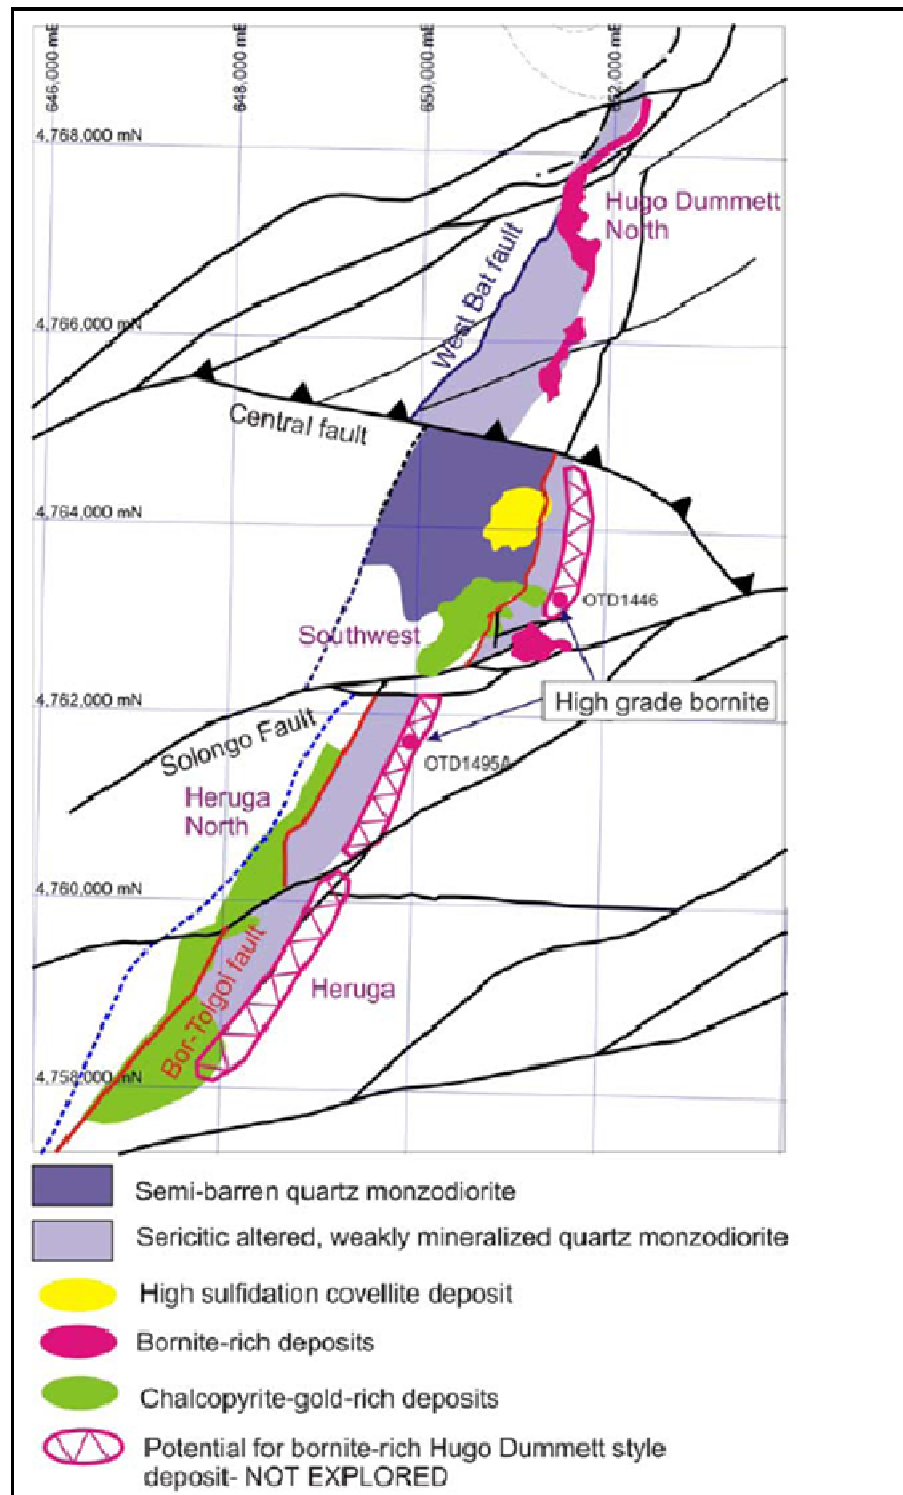 646,000 mE
648,000 mE
650,000 mE
652,000 mE
4,768,000 mN
Hugo Dummett
North
West Bat fault
4,766,000 mN
Central fault
4,764,000 mN
OTD1446
Southwest
4,762,000 mN
High grade bornite
Solongo Fault
OTD1495A
Heruga
North
4,760,000 mN
Bor-Tolgoi fault
Heruga
4,758,000 mN
Semi-barren quartz monzodiorite
Sericitic altered, weakly mineralized quartz monzodiorite
High sulfidation covellite deposit
Bornite-rich deposits
Chalcopyrite-gold-rich deposits
Potential for bornite-rich Hugo Dummett style
deposit- NOT EXPLORED